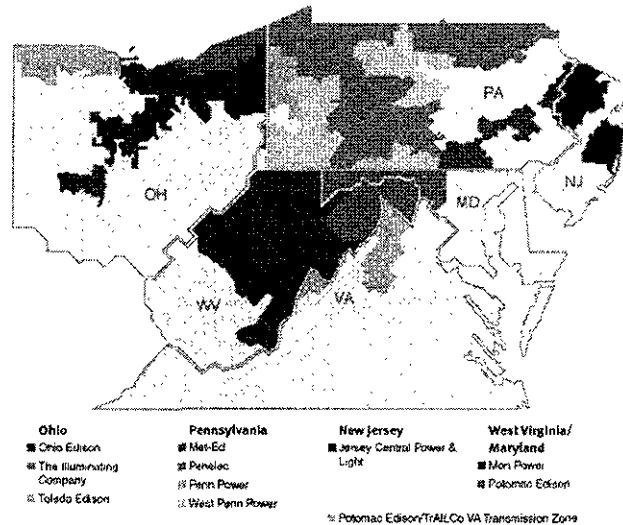 PA
OH
NJ
MD
WV
VA
Ohio
Ohio Edison
The Illuminating
Company
Toledo Edison
Pennsylvania
Met-Ed
Penelec
Penn Power
West Penn Power
New Jersey
Jersey Central Power &
Light
West Virginia/
Maryland
Mon Power
Potomac Edison
Potomac Edison/TrAILCo VA Transmission Zone